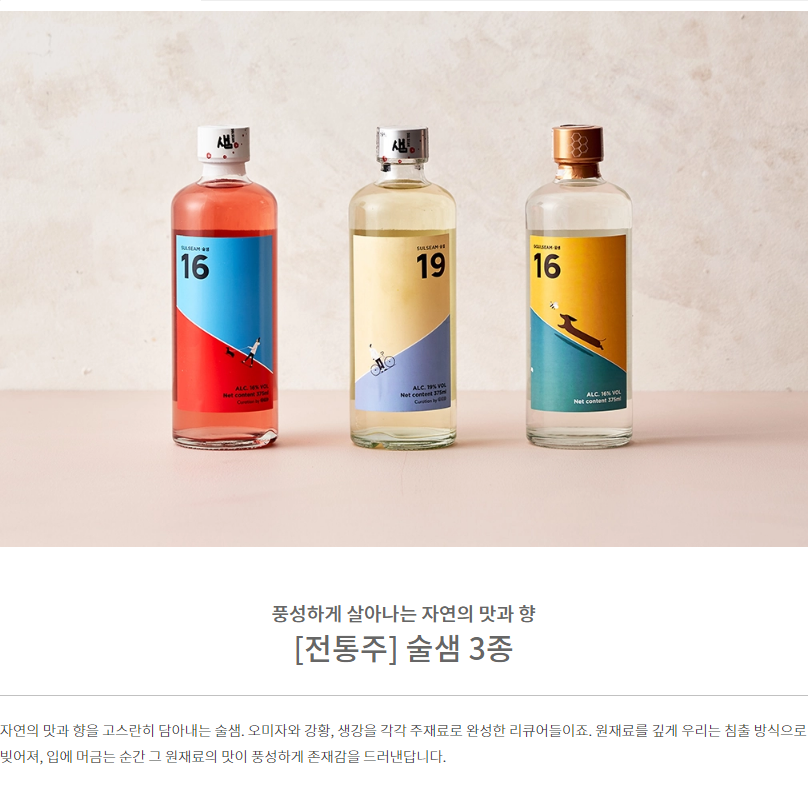 샘
샘
SULSEAM 술샘
16
SULSEAM 술샘
19
SULSEAM 술샘
16
ALC. 16% VOL
Net content 375ml
Curation by
ALC. 19% VOL
Net content 375ml
Curation by
ALC. 16% VOL
Net content 375ml
풍성하게 살아나는 자연의 맛과 향
[전통주] 술샘 3종
자연의 맛과 향을 고스란히 담아내는 술샘. 오미자와 강황, 생강을 각각 주재료로 완성한 리큐어들이죠. 원재료를 깊게 우리는 침출 방식으로
빚어져, 입에 머금는 순간 그 원재료의 맛이 풍성하게 존재감을 드러낸답니다.